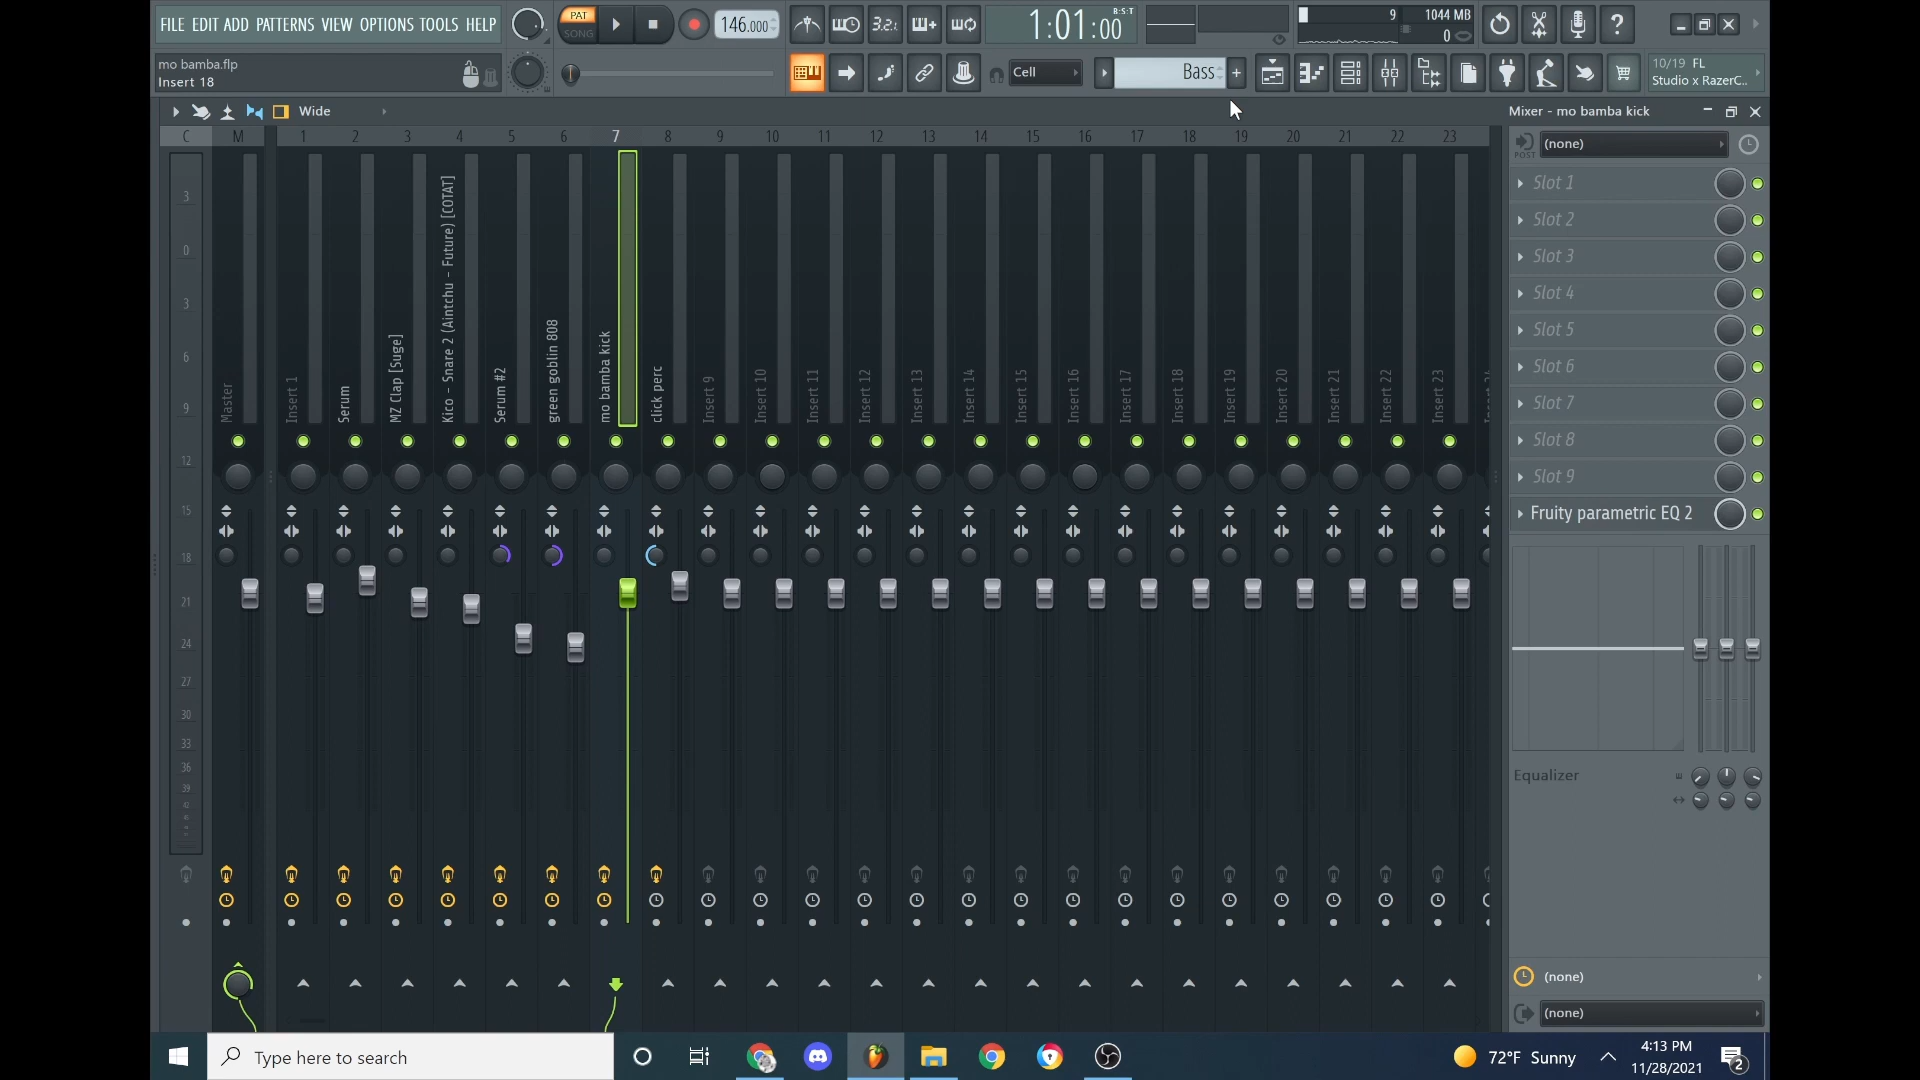 FILE EDIT ADD PATTERNS VIEW OPTIONS TOOLS HELP
PAT
SONG
146.000
3.2.
1:01:00
B:S:T
9
1044 MB
0
mo bamba.flp
Insert 18
Cell
Bass
10/19 FL
Studio x RazerC..
Wide
Mixer - mo bamba kick
C M 1 2 3 4 5 6 7 8 9 10 11 12 13 14 15 16 17 18 19 20 21 22 23
POST
(none)
Slot 1
Slot 2
Slot 3
Slot 4
Slot 5
Slot 6
Slot 7
Slot 8
Slot 9
Fruity parametric EQ 2
3
0
3
6
9
12
15
18
21
24
27
30
33
36
39
42
Master
Insert 1
Serum
MZ Clap [Suge]
Kico - Snare 2 (Aintchu - Future) [COTAT]
Serum #2
green goblin 808
mo bamba kick
click perc
Insert 9
Insert 10
Insert 11
Insert 12
Insert 13
Insert 14
Insert 15
Insert 16
Insert 17
Insert 18
Insert 19
Insert 20
Insert 21
Insert 22
Insert 23
Equalizer
(none)
(none)
Type here to search
72°F Sunny
4:13 PM
11/28/2021
2